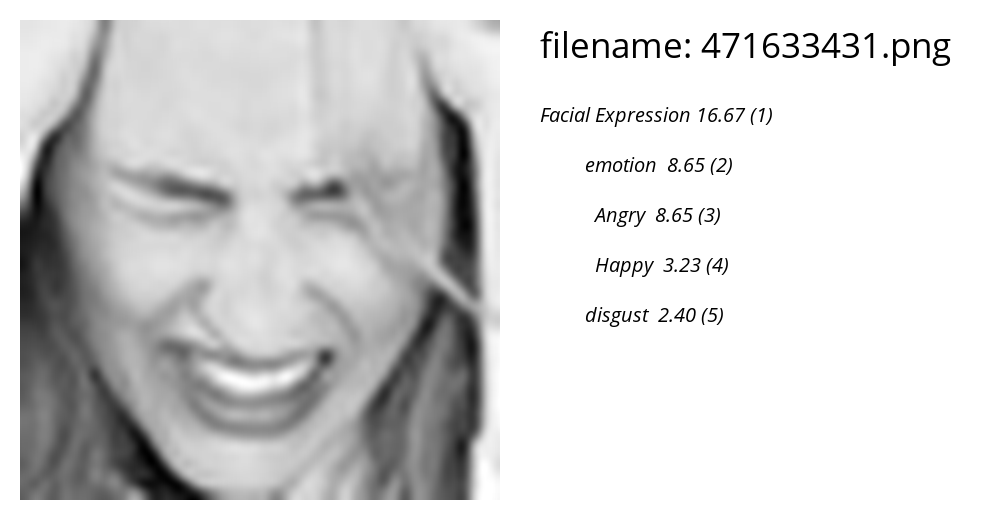 filename: 471633431.png
Facial Expression 16.67 (1)
emotion 8.65 (2)
Angry 8.65 (3)
Happy 3.23 (4)
disgust 2.40 (5)